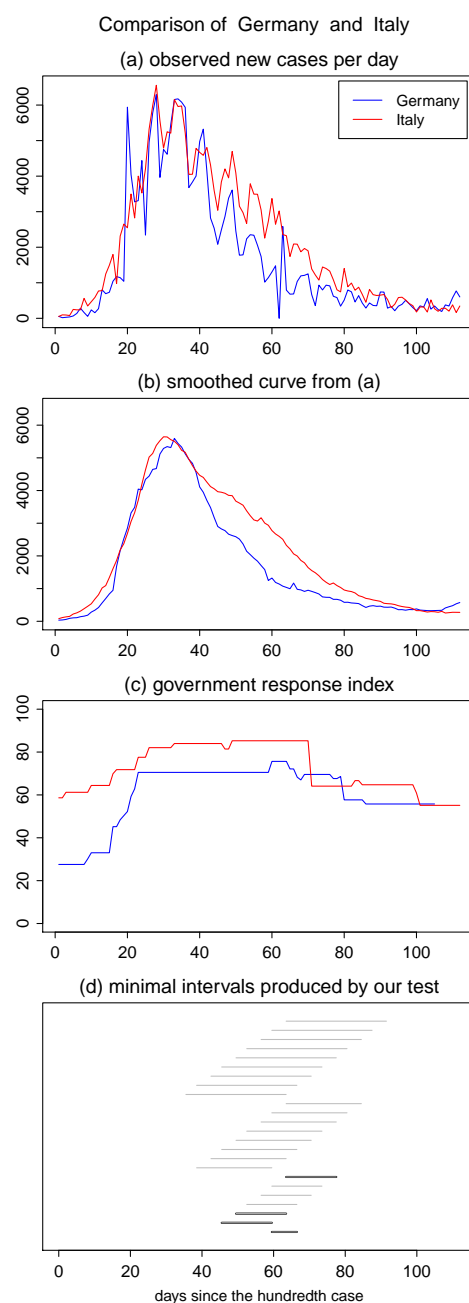 Comparison of Germany and Italy
(a) observed new cases per day
Germany
Italy
6000
4000
2000
0
0 20 40 60 80 100
(b) smoothed curve from (a)
6000
4000
2000
0
0 20 40 60 80 100
(c) government response index
100
80
60
40
20
0
0 20 40 60 80 100
(d) minimal intervals produced by our test
0 20 40 60 80 100
days since the hundredth case